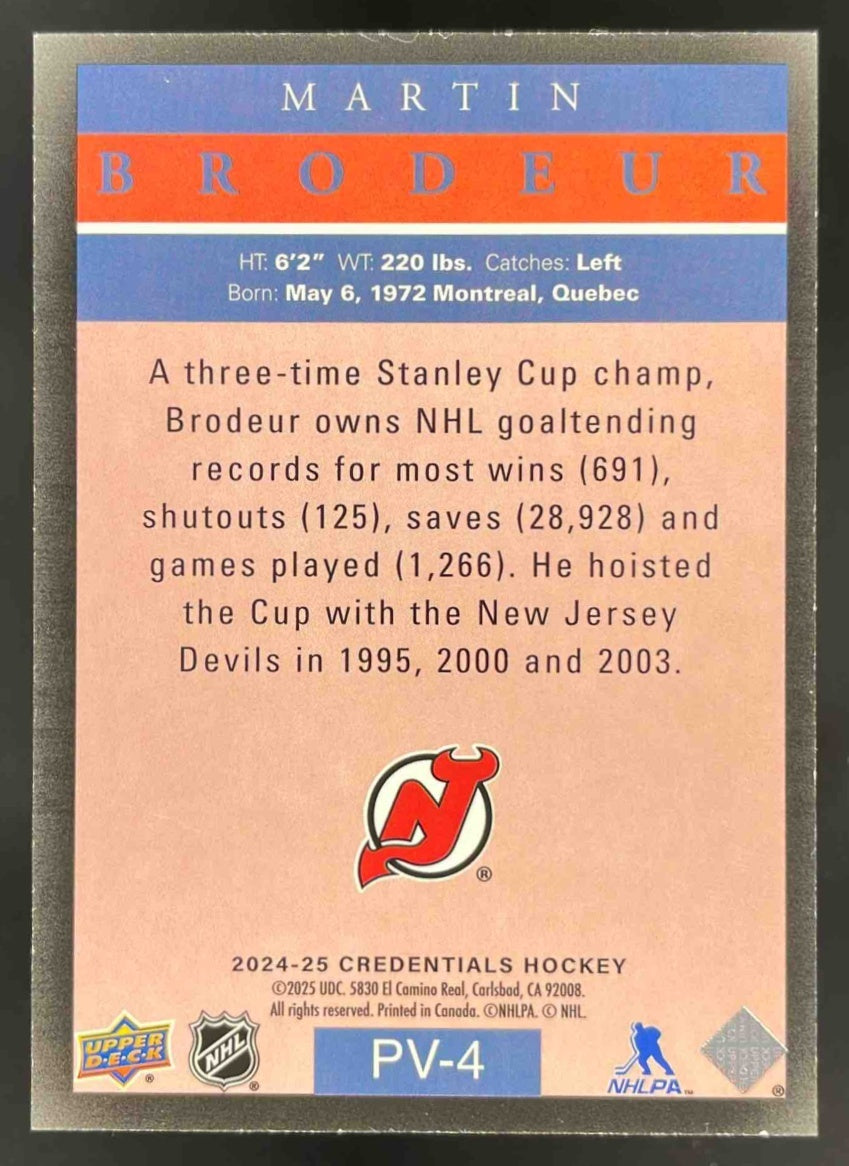 MARTIN
BRODEUR
HT: 6'2" WT: 220 lbs. Catches: Left
Born: May 6, 1972 Montreal, Quebec
A three-time Stanley Cup champ,
Brodeur owns NHL goaltending
records for most wins (691),
shutouts (125), saves (28,928) and
games played (1,266). He hoisted
the Cup with the New Jersey
Devils in 1995, 2000 and 2003.
NJ
®
2024-25 CREDENTIALS HOCKEY
©2025 UDC. 5830 El Camino Real, Carlsbad, CA 92008.
All rights reserved. Printed in Canada. ©NHLPA. © NHL.
UPPER
D·E·C·K
®
NHL
®
PV-4
NHLPA™
®